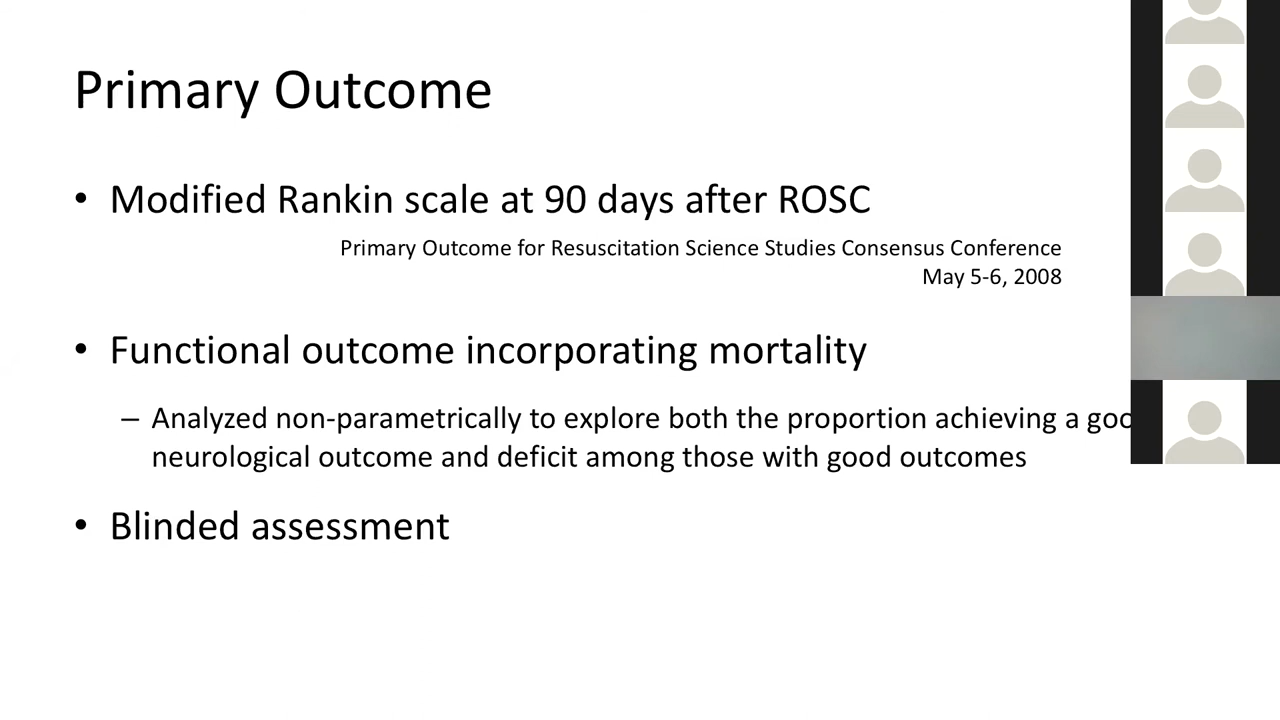 Primary Outcome
• Modified Rankin scale at 90 days after ROSC
Primary Outcome for Resuscitation Science Studies Consensus Conference
May 5-6, 2008
• Functional outcome incorporating mortality
– Analyzed non-parametrically to explore both the proportion achieving a goo
neurological outcome and deficit among those with good outcomes
• Blinded assessment